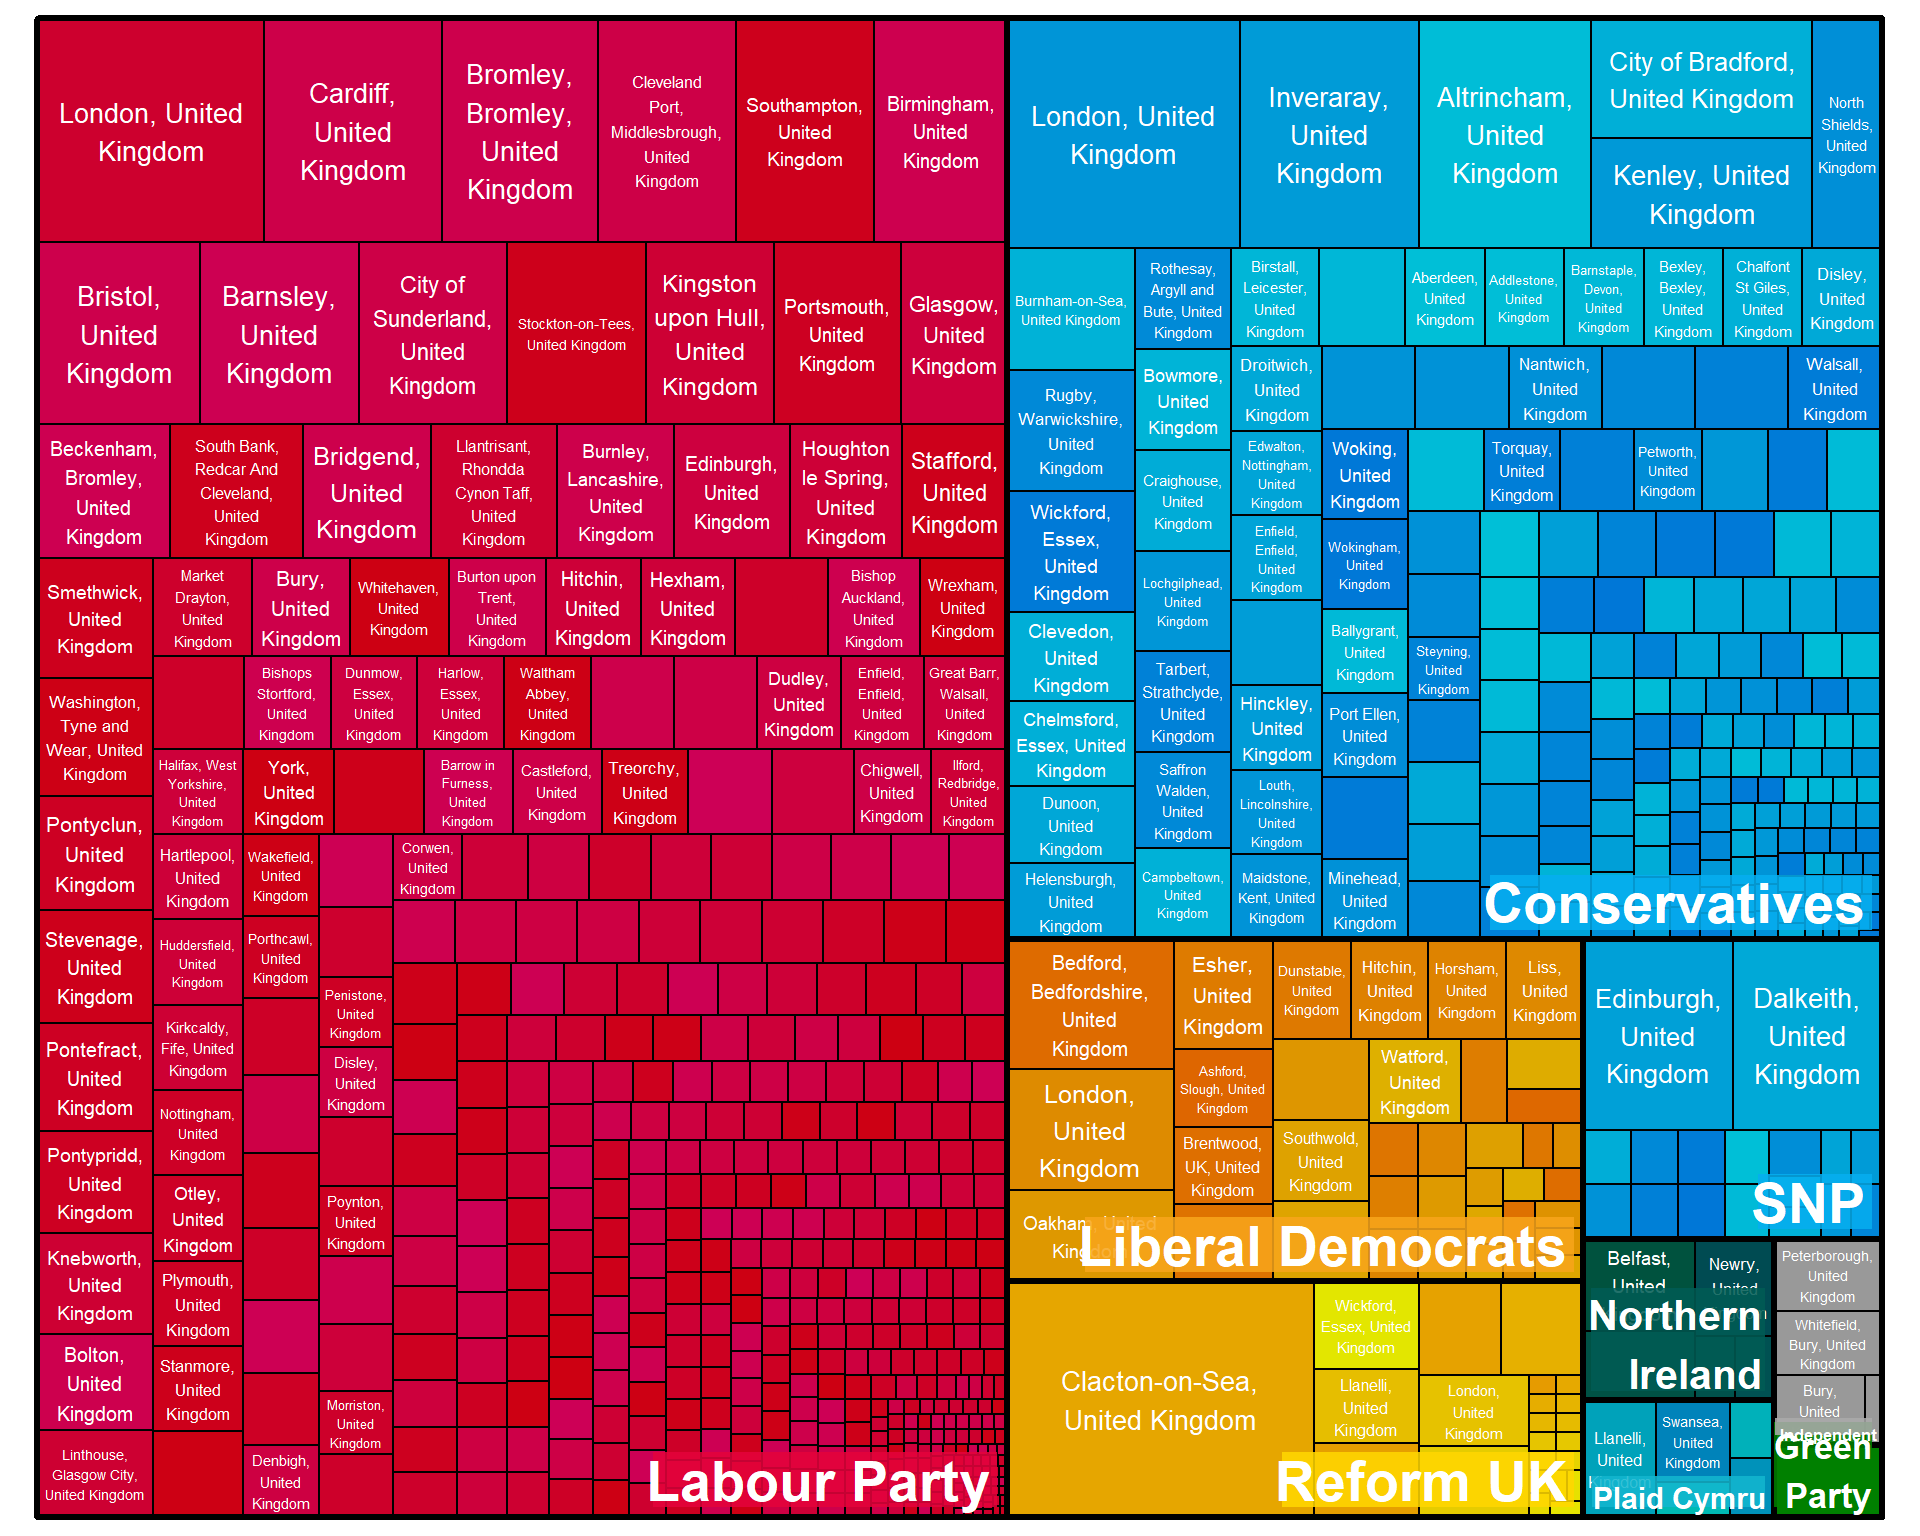 London, United
Kingdom
Cardiff,
United
Kingdom
Bromley,
Bromley,
United
Kingdom
Cleveland
Port,
Middlesbrough,
United
Kingdom
Southampton,
United
Kingdom
Birmingham,
United
Kingdom
Bristol,
United
Kingdom
Barnsley,
United
Kingdom
City of
Sunderland,
United
Kingdom
Stockton-on-Tees,
United Kingdom
Kingston
upon Hull,
United
Kingdom
Portsmouth,
United
Kingdom
Glasgow,
United
Kingdom
Beckenham,
Bromley,
United
Kingdom
South Bank,
Redcar And
Cleveland,
United
Kingdom
Bridgend,
United
Kingdom
Llantrisant,
Rhondda
Cynon Taff,
United
Kingdom
Burnley,
Lancashire,
United
Kingdom
Edinburgh,
United
Kingdom
Houghton
le Spring,
United
Kingdom
Stafford,
United
Kingdom
Smethwick,
United
Kingdom
Market
Drayton,
United
Kingdom
Bury,
United
Kingdom
Whitehaven,
United
Kingdom
Burton upon
Trent,
United
Kingdom
Hitchin,
United
Kingdom
Hexham,
United
Kingdom
Bishop
Auckland,
United
Kingdom
Wrexham,
United
Kingdom
Washington,
Tyne and
Wear, United
Kingdom
Bishops
Stortford,
United
Kingdom
Dunmow,
Essex,
United
Kingdom
Harlow,
Essex,
United
Kingdom
Waltham
Abbey,
United
Kingdom
Dudley,
United
Kingdom
Enfield,
Enfield,
United
Kingdom
Great Barr,
Walsall,
United
Kingdom
Halifax, West
Yorkshire,
United
Kingdom
York,
United
Kingdom
Barrow in
Furness,
United
Kingdom
Castleford,
United
Kingdom
Treorchy,
United
Kingdom
Chigwell,
United
Kingdom
Ilford,
Redbridge,
United
Kingdom
Pontyclun,
United
Kingdom
Hartlepool,
United
Kingdom
Wakefield,
United
Kingdom
Corwen,
United
Kingdom
Stevenage,
United
Kingdom
Huddersfield,
United
Kingdom
Porthcawl,
United
Kingdom
Penistone,
United
Kingdom
Pontefract,
United
Kingdom
Kirkcaldy,
Fife, United
Kingdom
Disley,
United
Kingdom
Nottingham,
United
Kingdom
Pontypridd,
United
Kingdom
Otley,
United
Kingdom
Poynton,
United
Kingdom
Knebworth,
United
Kingdom
Plymouth,
United
Kingdom
Bolton,
United
Kingdom
Stanmore,
United
Kingdom
Morriston,
United
Kingdom
Linthouse,
Glasgow City,
United Kingdom
Denbigh,
United
Kingdom
Labour Party
London, United
Kingdom
Inveraray,
United
Kingdom
Altrincham,
United
Kingdom
City of Bradford,
United Kingdom
Kenley, United
Kingdom
North
Shields,
United
Kingdom
Burnham-on-Sea,
United Kingdom
Rothesay,
Argyll and
Bute, United
Kingdom
Birstall,
Leicester,
United
Kingdom
Aberdeen,
United
Kingdom
Addlestone,
United
Kingdom
Barnstaple,
Devon,
United
Kingdom
Bexley,
Bexley,
United
Kingdom
Chalfont
St Giles,
United
Kingdom
Disley,
United
Kingdom
Rugby,
Warwickshire,
United
Kingdom
Bowmore,
United
Kingdom
Droitwich,
United
Kingdom
Nantwich,
United
Kingdom
Walsall,
United
Kingdom
Craighouse,
United
Kingdom
Edwalton,
Nottingham,
United
Kingdom
Woking,
United
Kingdom
Torquay,
United
Kingdom
Petworth,
United
Kingdom
Wickford,
Essex,
United
Kingdom
Enfield,
Enfield,
United
Kingdom
Wokingham,
United
Kingdom
Lochgilphead,
United
Kingdom
Clevedon,
United
Kingdom
Ballygrant,
United
Kingdom
Steyning,
United
Kingdom
Tarbert,
Strathclyde,
United
Kingdom
Chelmsford,
Essex, United
Kingdom
Hinckley,
United
Kingdom
Port Ellen,
United
Kingdom
Saffron
Walden,
United
Kingdom
Dunoon,
United
Kingdom
Louth,
Lincolnshire,
United
Kingdom
Helensburgh,
United
Kingdom
Campbeltown,
United
Kingdom
Maidstone,
Kent, United
Kingdom
Minehead,
United
Kingdom
Conservatives
Bedford,
Bedfordshire,
United
Kingdom
Esher,
United
Kingdom
Dunstable,
United
Kingdom
Hitchin,
United
Kingdom
Horsham,
United
Kingdom
Liss,
United
Kingdom
London,
United
Kingdom
Ashford,
Slough, United
Kingdom
Watford,
United
Kingdom
Brentwood,
UK, United
Kingdom
Southwold,
United
Kingdom
Oakham, United
Kingdom
Liberal Democrats
Edinburgh,
United
Kingdom
Dalkeith,
United
Kingdom
SNP
Clacton-on-Sea,
United Kingdom
Wickford,
Essex, United
Kingdom
Llanelli,
United
Kingdom
London,
United
Kingdom
Reform UK
Belfast,
United
Newry,
United
Northern
Ireland
Peterborough,
United
Kingdom
Whitefield,
Bury, United
Kingdom
Bury,
United
Independent
Llanelli,
United
Kingdom
Swansea,
United
Kingdom
Plaid Cymru
Green
Party